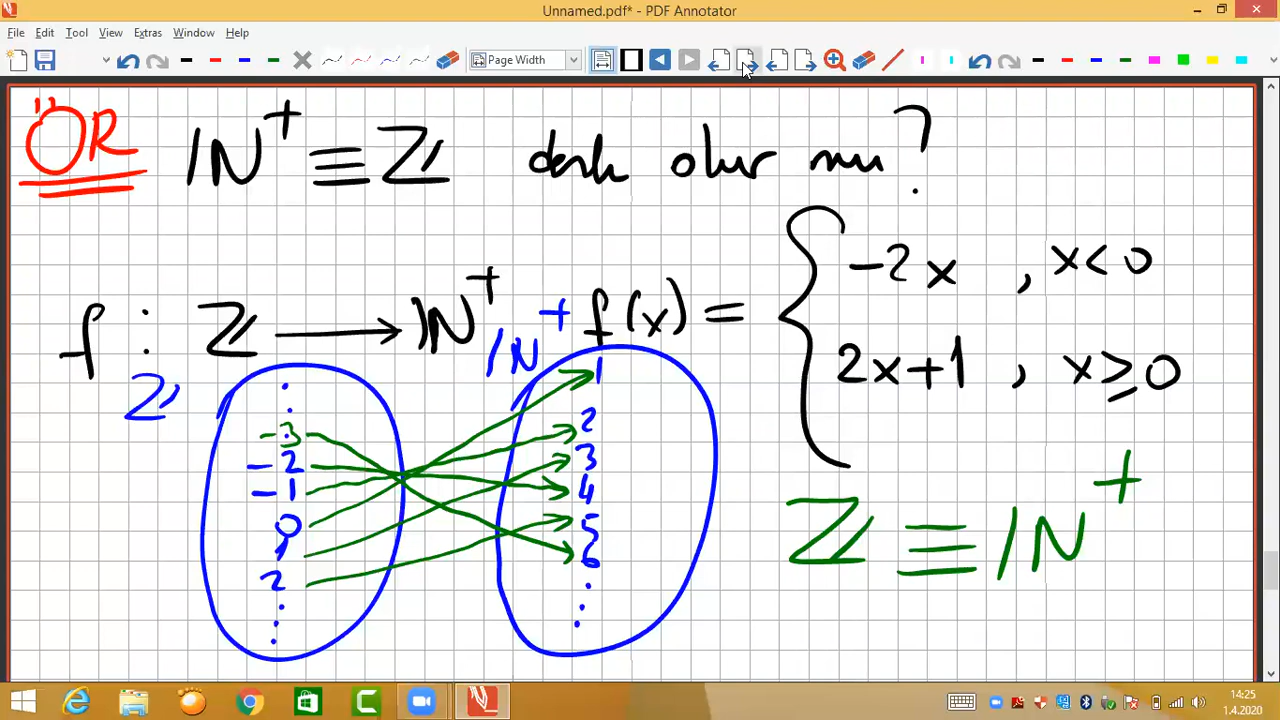 Unnamed.pdf* - PDF Annotator
File Edit Tool View Extras Window Help
Page Width
ÖR ℕ⁺ ≡ ℤ denk olur mu ?
f : ℤ ⟶ ℕ⁺ f(x) = { -2x , x<0
2x+1 , x≥0
ℤ ℕ⁺
-3
-2
-1
0
1
2
1
2
3
4
5
6
ℤ ≡ ℕ⁺
14:25
1.4.2020